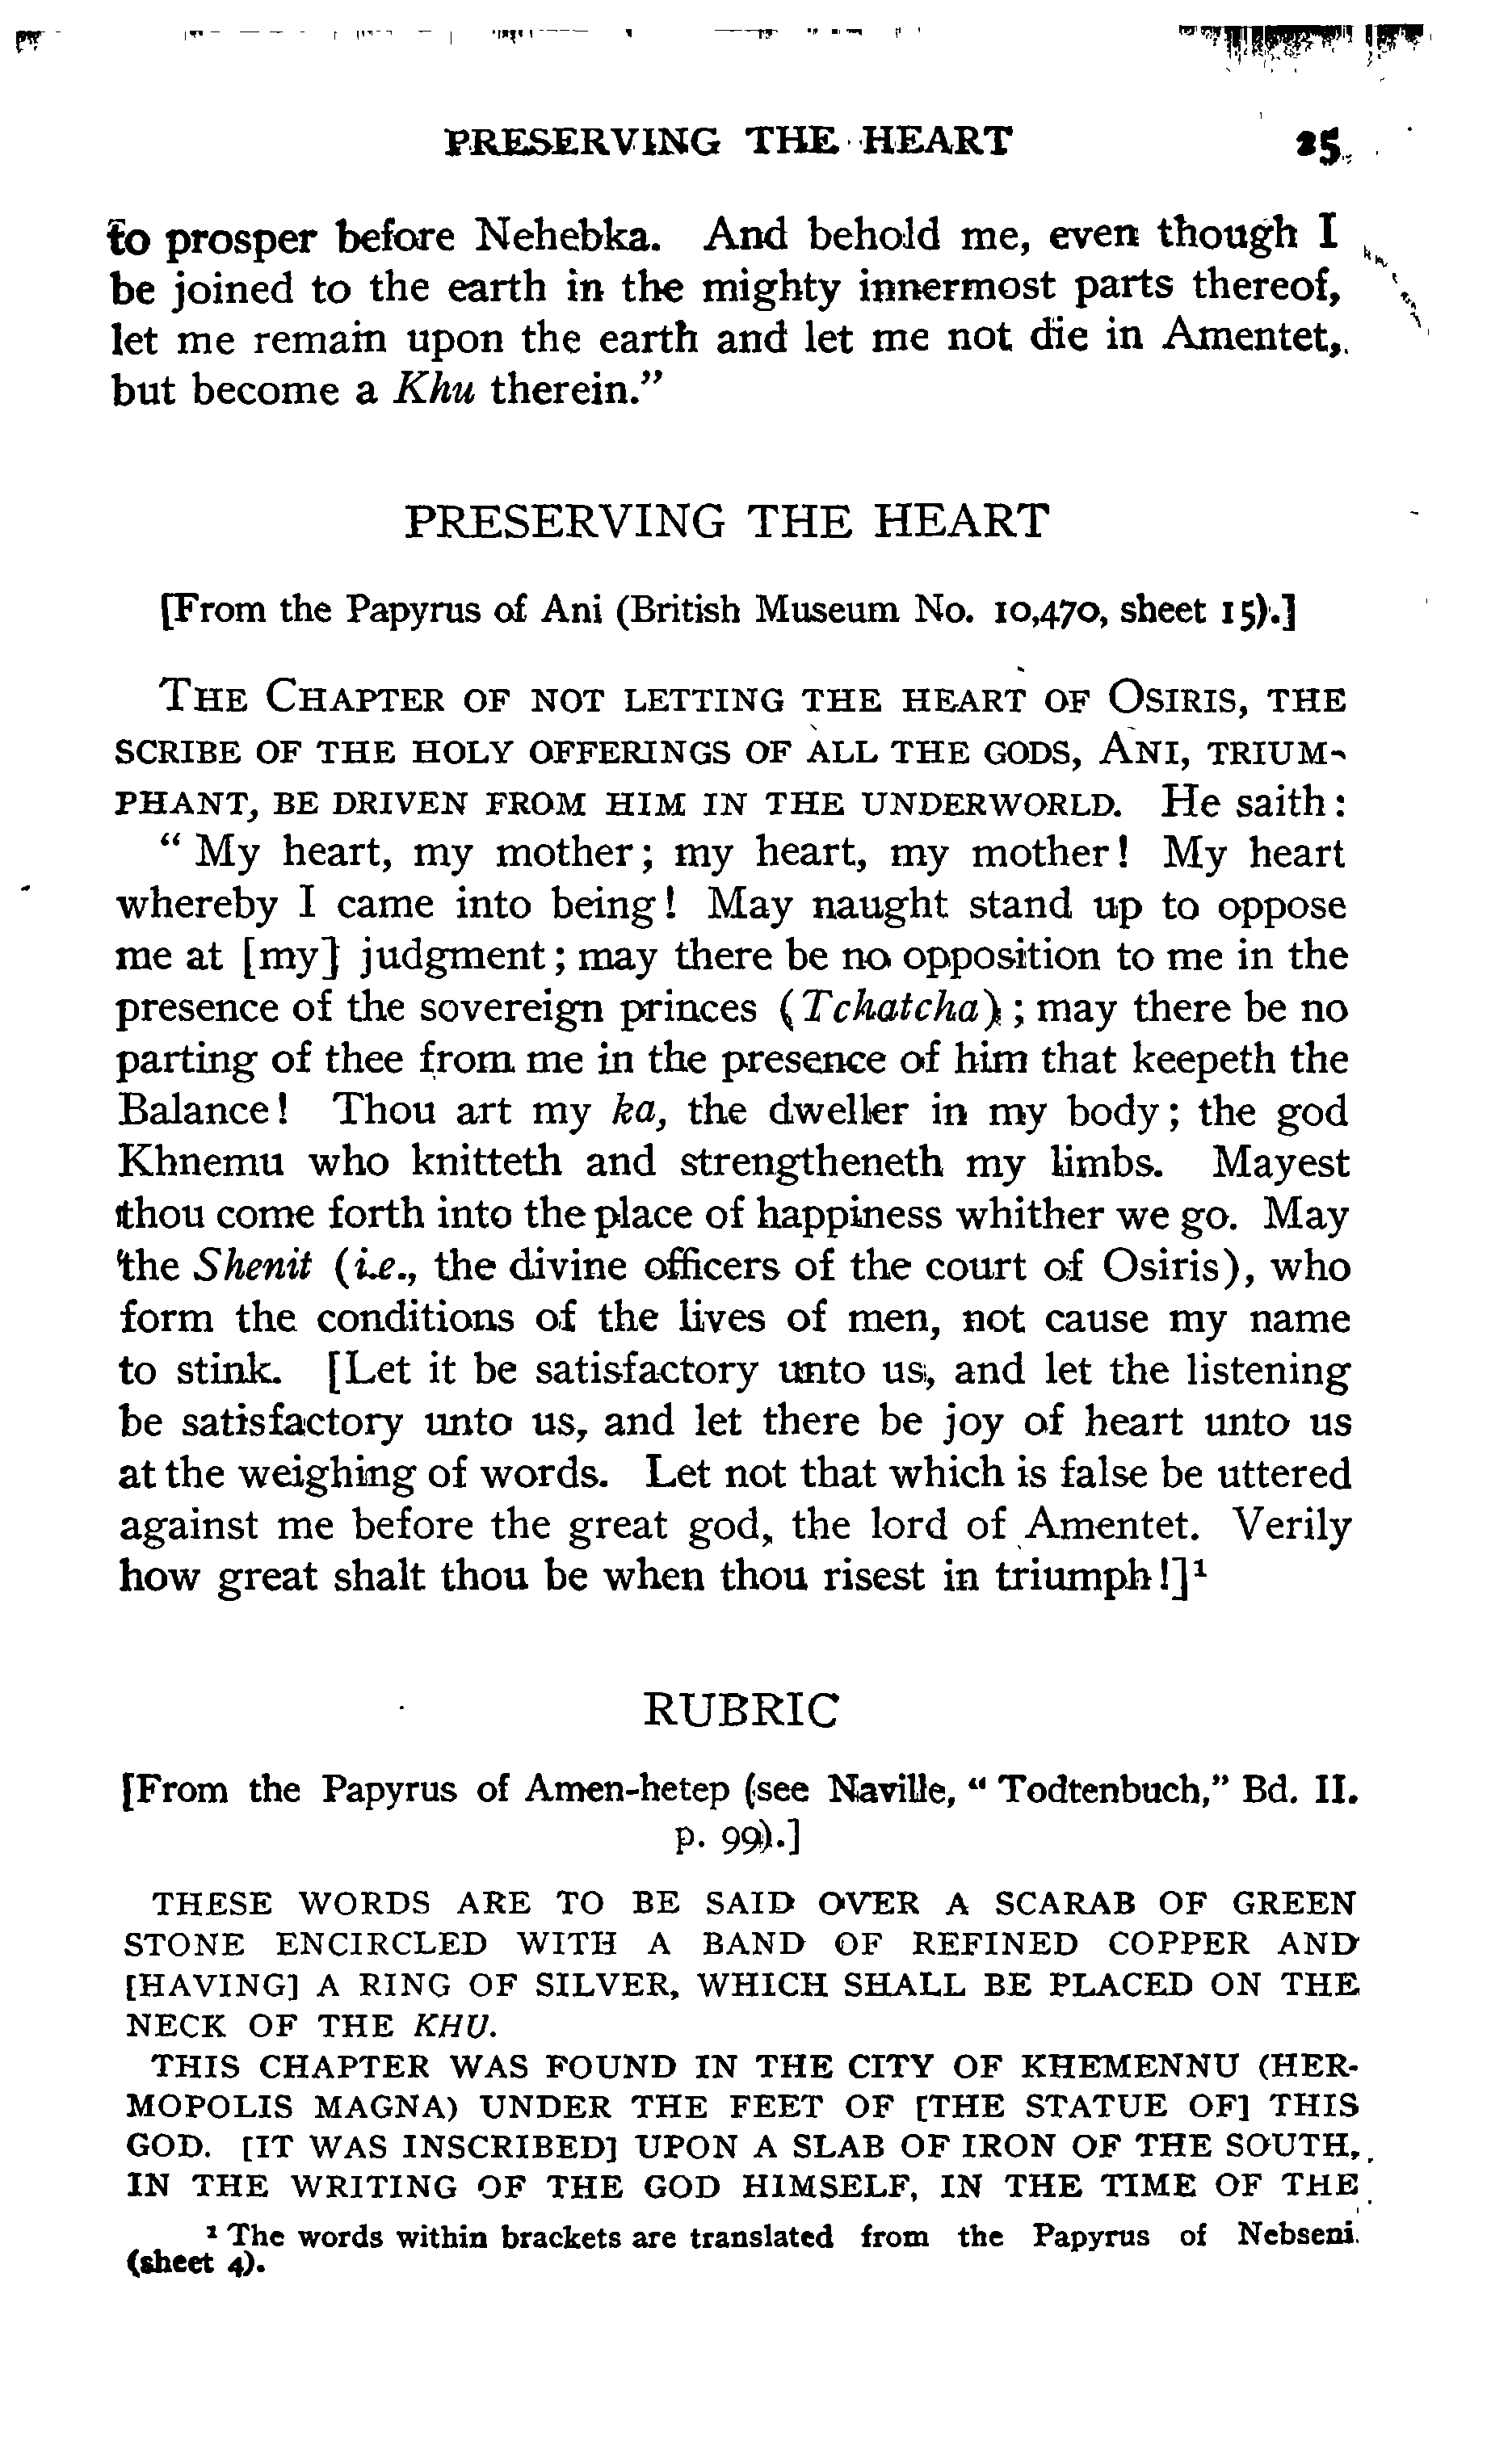 PRESERVING THE HEART 25
to prosper before Nehebka. And behold me, even though I
be joined to the earth in the mighty innermost parts thereof,
let me remain upon the earth and let me not die in Amentet,
but become a Khu therein.”
PRESERVING THE HEART
[From the Papyrus of Ani (British Museum No. 10,470, sheet 15).]
THE CHAPTER OF NOT LETTING THE HEART OF OSIRIS, THE
SCRIBE OF THE HOLY OFFERINGS OF ALL THE GODS, ANI, TRIUM-
PHANT, BE DRIVEN FROM HIM IN THE UNDERWORLD. He saith:
“My heart, my mother; my heart, my mother! My heart
whereby I came into being! May naught stand up to oppose
me at [my] judgment; may there be no opposition to me in the
presence of the sovereign princes (Tchatcha); may there be no
parting of thee from me in the presence of him that keepeth the
Balance! Thou art my ka, the dweller in my body; the god
Khnemu who knitteth and strengtheneth my limbs. Mayest
thou come forth into the place of happiness whither we go. May
the Shenit (i.e., the divine officers of the court of Osiris), who
form the conditions of the lives of men, not cause my name
to stink. [Let it be satisfactory unto us, and let the listening
be satisfactory unto us, and let there be joy of heart unto us
at the weighing of words. Let not that which is false be uttered
against me before the great god, the lord of Amentet. Verily
how great shalt thou be when thou risest in triumph!]¹
RUBRIC
[From the Papyrus of Amen-hetep (see Naville, “Todtenbuch,” Bd. II.
p. 99).]
THESE WORDS ARE TO BE SAID OVER A SCARAB OF GREEN
STONE ENCIRCLED WITH A BAND OF REFINED COPPER AND
[HAVING] A RING OF SILVER, WHICH SHALL BE PLACED ON THE
NECK OF THE KHU.
THIS CHAPTER WAS FOUND IN THE CITY OF KHEMENNU (HER-
MOPOLIS MAGNA) UNDER THE FEET OF [THE STATUE OF] THIS
GOD. [IT WAS INSCRIBED] UPON A SLAB OF IRON OF THE SOUTH,
IN THE WRITING OF THE GOD HIMSELF, IN THE TIME OF THE
¹ The words within brackets are translated from the Papyrus of Nebseni
(sheet 4).